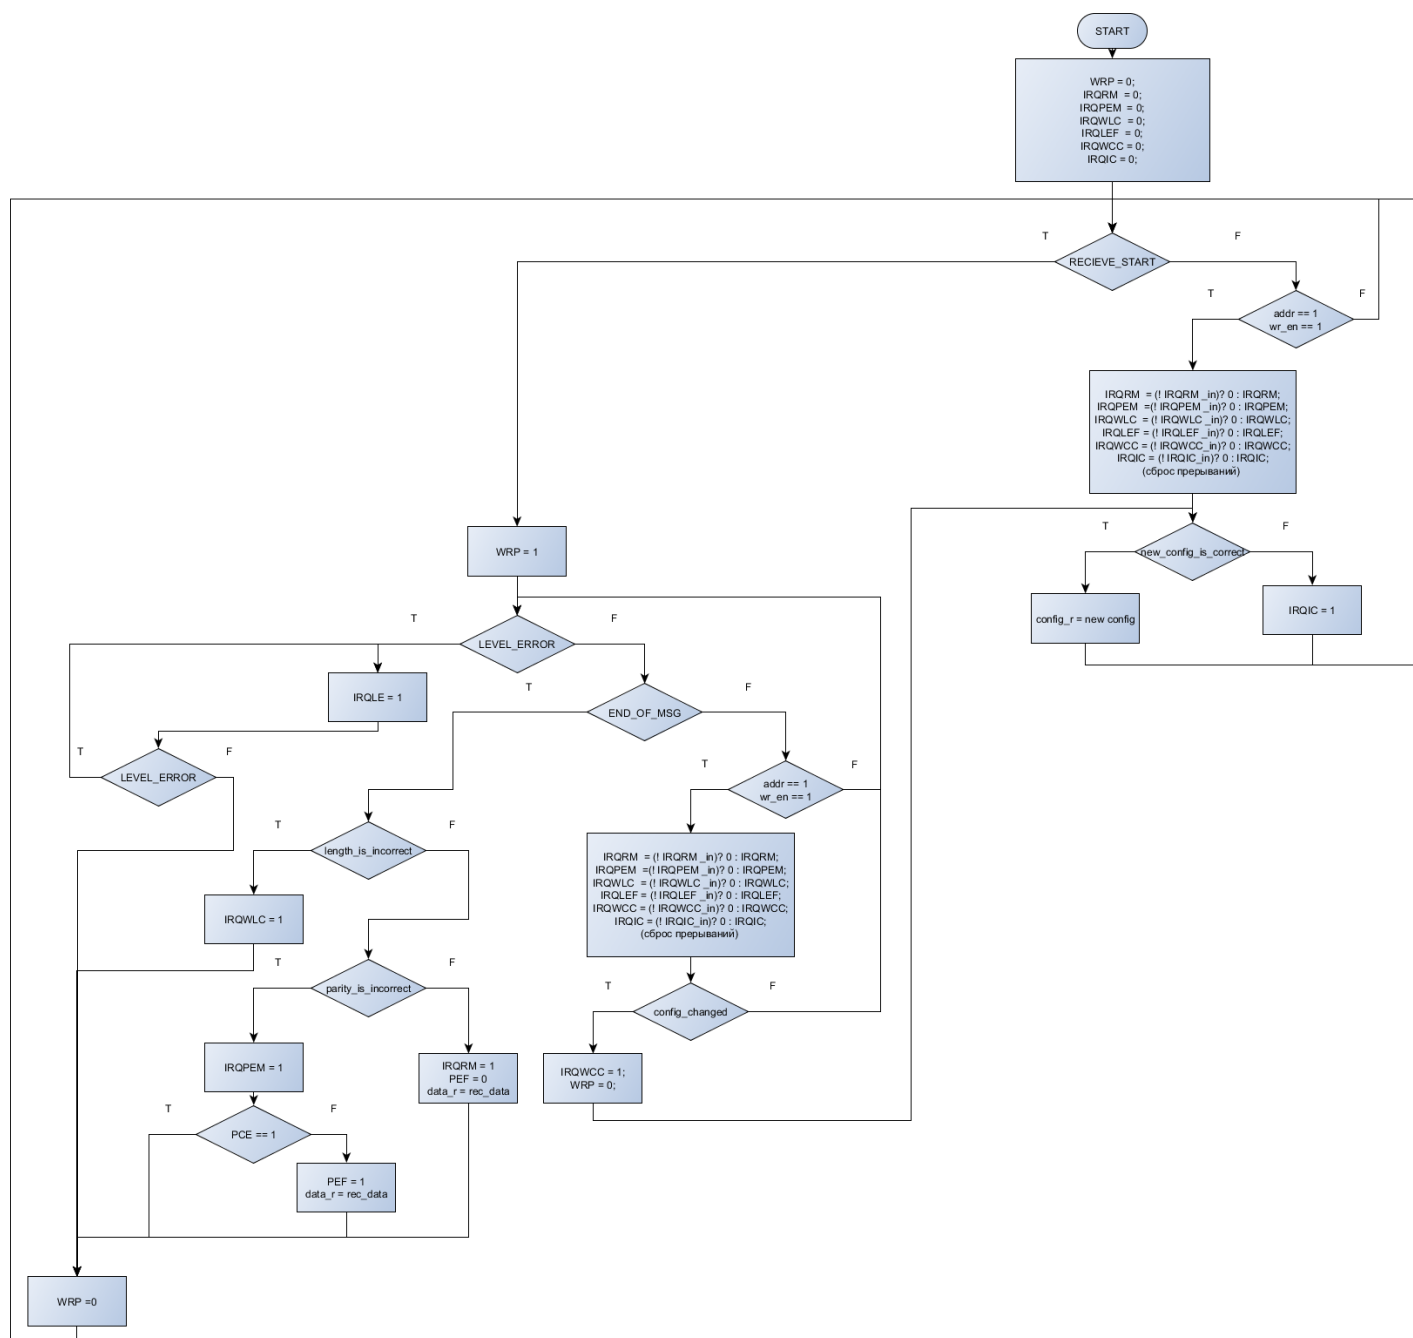 START
WRP = 0;
IRQRM = 0;
IRQPEM = 0;
IRQWLC = 0;
IRQLEF = 0;
IRQWCC = 0;
IRQIC = 0;
T
F
RECIEVE_START
T
F
addr == 1
wr_en == 1
IRQRM = (! IRQRM _in)? 0 : IRQRM;
IRQPEM =(! IRQPEM _in)? 0 : IRQPEM;
IRQWLC = (! IRQWLC _in)? 0 : IRQWLC;
IRQLEF = (! IRQLEF _in)? 0 : IRQLEF;
IRQWCC = (! IRQWCC_in)? 0 : IRQWCC;
IRQIC = (! IRQIC_in)? 0 : IRQIC;
(сброс прерываний)
T
F
new_config_is_correct
config_r = new config
IRQIC = 1
WRP = 1
T
F
LEVEL_ERROR
IRQLE = 1
T
F
END_OF_MSG
T
F
LEVEL_ERROR
T
F
addr == 1
wr_en == 1
T
F
length_is_incorrect
IRQRM = (! IRQRM _in)? 0 : IRQRM;
IRQPEM =(! IRQPEM _in)? 0 : IRQPEM;
IRQWLC = (! IRQWLC _in)? 0 : IRQWLC;
IRQLEF = (! IRQLEF _in)? 0 : IRQLEF;
IRQWCC = (! IRQWCC_in)? 0 : IRQWCC;
IRQIC = (! IRQIC_in)? 0 : IRQIC;
(сброс прерываний)
IRQWLC = 1
T
F
parity_is_incorrect
T
F
config_changed
IRQPEM = 1
IRQRM = 1
PEF = 0
data_r = rec_data
IRQWCC = 1;
WRP = 0;
T
F
PCE == 1
PEF = 1
data_r = rec_data
WRP =0